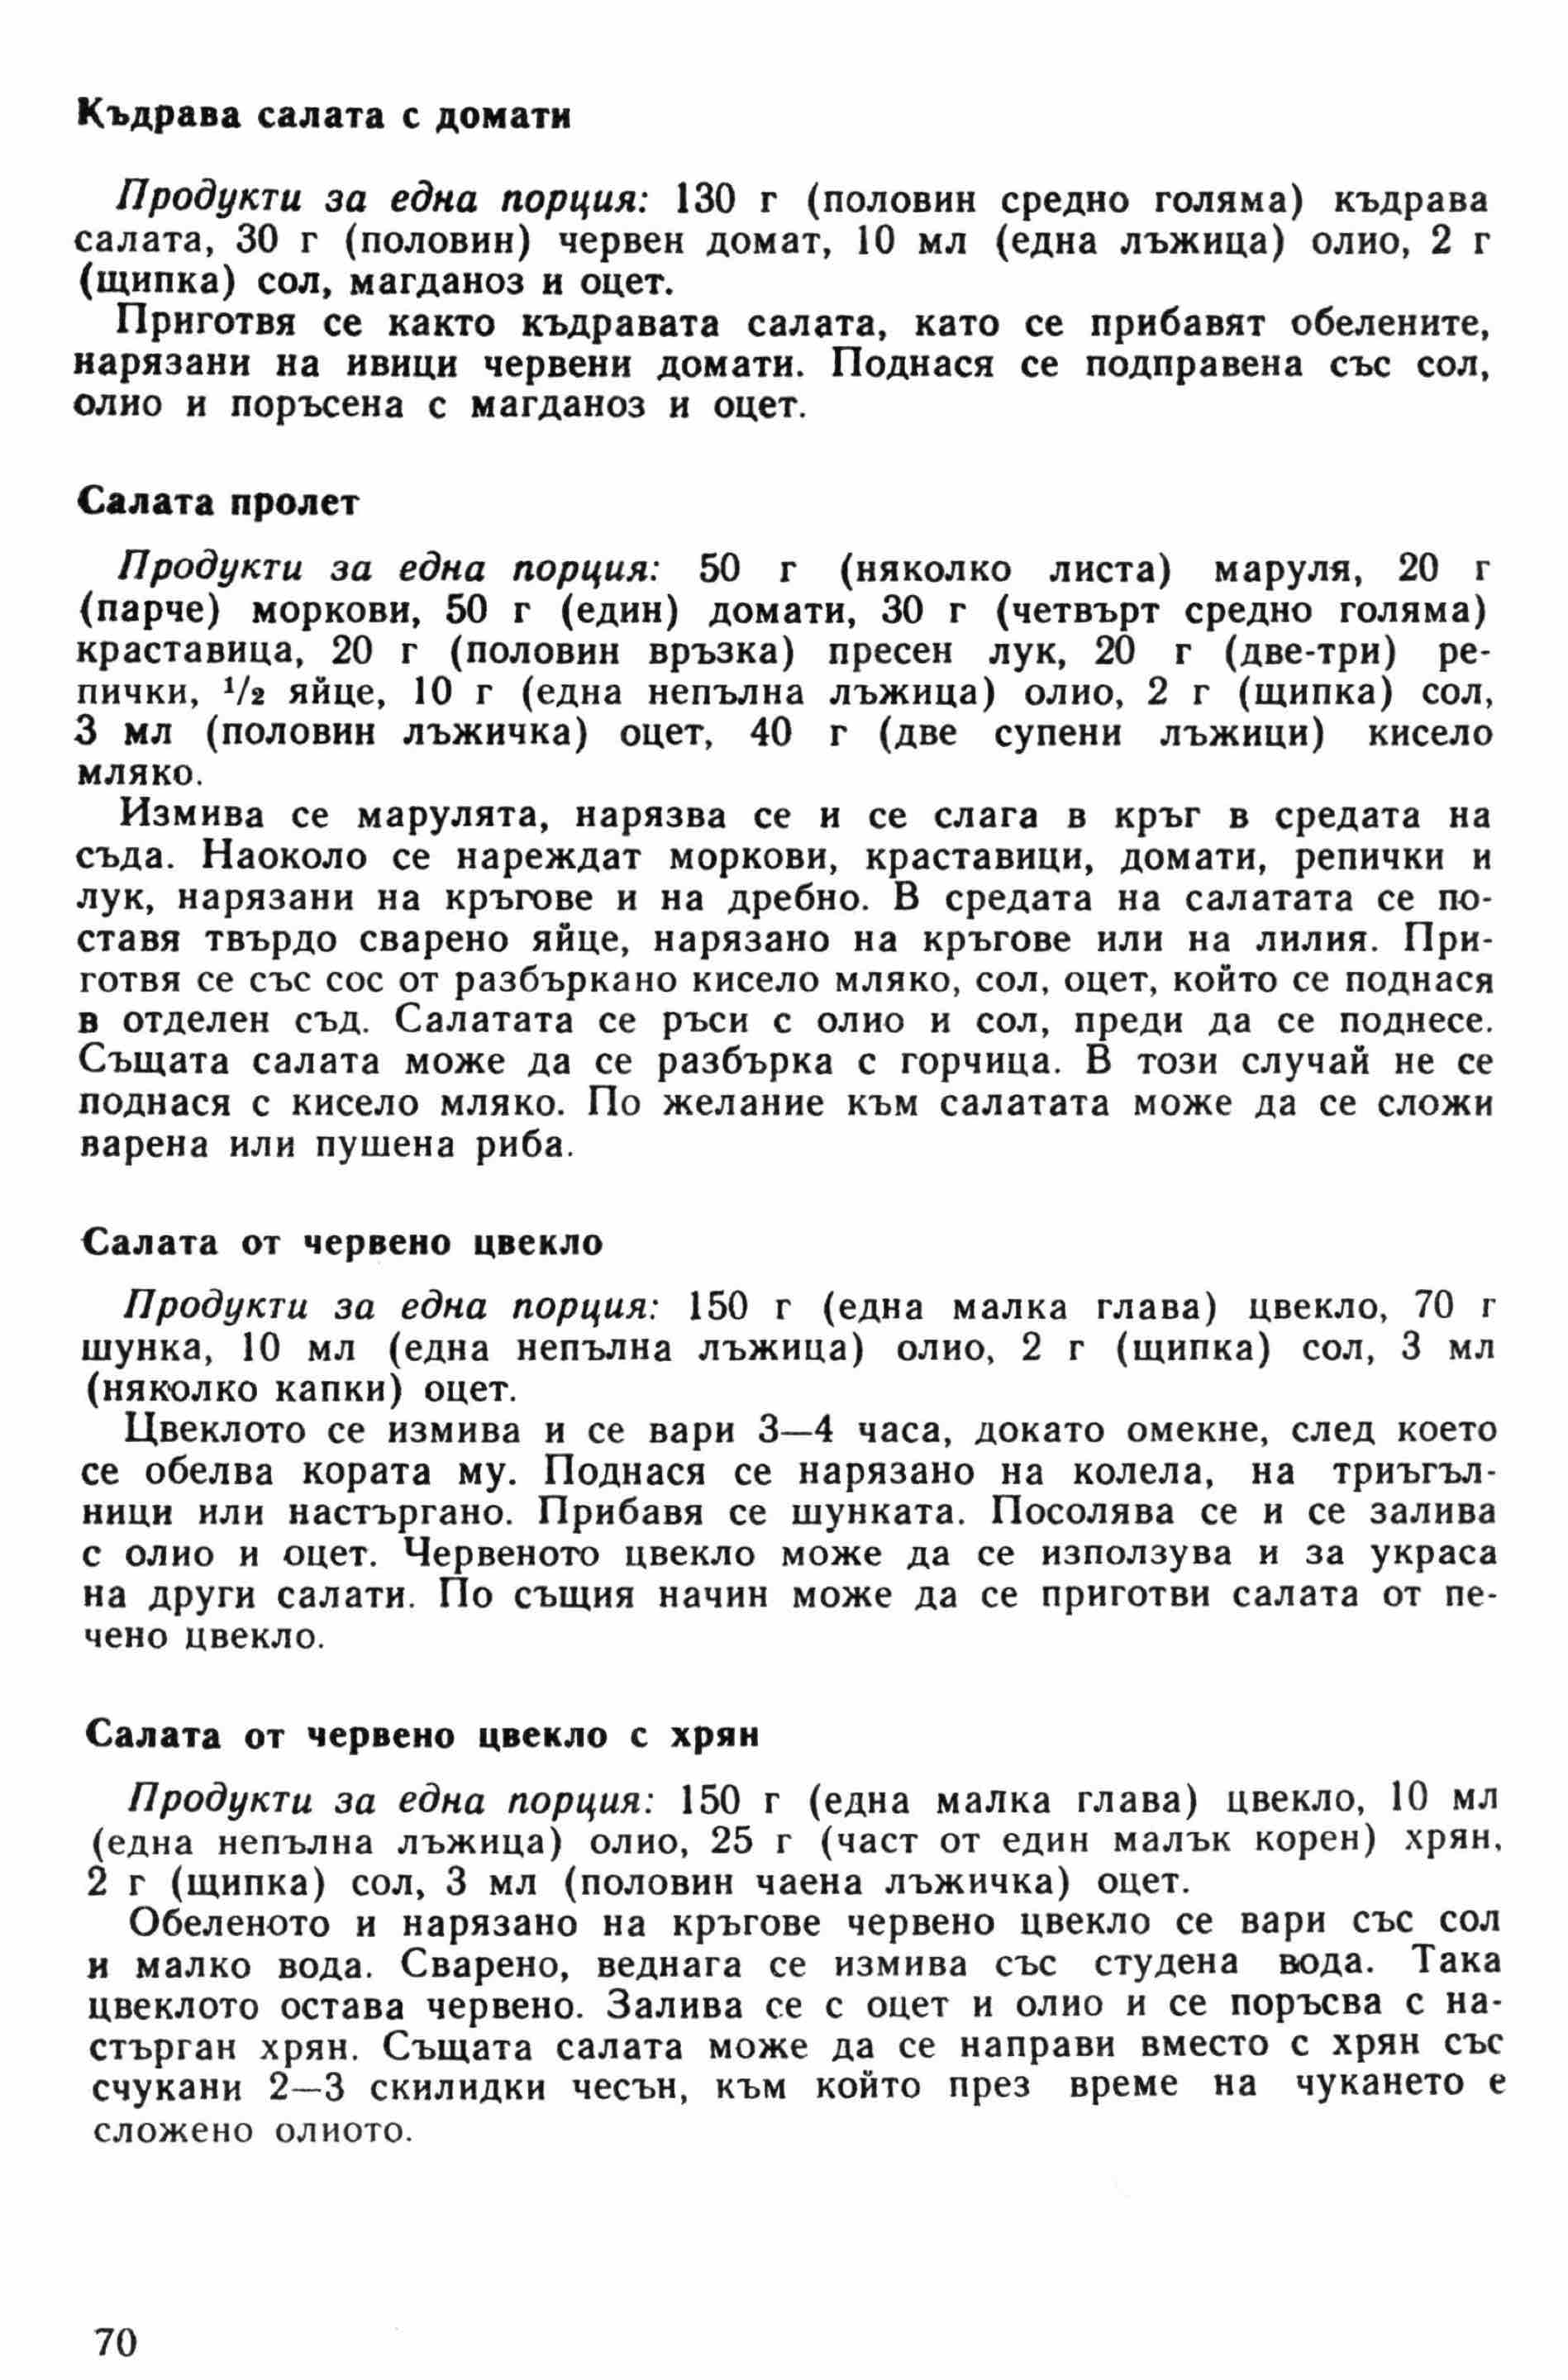 Къдрава салата с домати
Продукти за една порция: 130 г (половин средно голяма) къдрава
салата, 30 г (половин) червен домат, 10 мл (една лъжица) олио, 2 г
(щипка) сол, магданоз и оцет.
Приготвя се както къдравата салата, като се прибавят обелените,
нарязани на ивици червени домати. Поднася се подправена със сол,
олио и поръсена с магданоз и оцет.
Салата пролет
Продукти за една порция: 50 г (няколко листа) маруля, 20 г
(парче) моркови, 50 г (един) домати, 30 г (четвърт средно голяма)
краставица, 20 г (половин връзка) пресен лук, 20 г (две-три) ре-
пички, 1/2 яйце, 10 г (една непълна лъжица) олио, 2 г (щипка) сол,
3 мл (половин лъжичка) оцет, 40 г (две супени лъжици) кисело
мляко.
Измива се марулята, нарязва се и се слага в кръг в средата на
съда. Наоколо се нареждат моркови, краставици, домати, репички и
лук, нарязани на кръгове и на дребно. В средата на салатата се по-
ставя твърдо сварено яйце, нарязано на кръгове или на лилия. При-
готвя се със сос от разбъркано кисело мляко, сол, оцет, който се поднася
в отделен съд. Салатата се ръси с олио и сол, преди да се поднесе.
Същата салата може да се разбърка с горчица. В този случай не се
поднася с кисело мляко. По желание към салатата може да се сложи
варена или пушена риба.
Салата от червено цвекло
Продукти за една порция: 150 г (една малка глава) цвекло, 70 г
шунка, 10 мл (една непълна лъжица) олио, 2 г (щипка) сол, 3 мл
(няколко капки) оцет.
Цвеклото се измива и се вари 3—4 часа, докато омекне, след което
се обелва кората му. Поднася се нарязано на колела, на триъгъл-
ници или настъргано. Прибавя се шунката. Посолява се и се залива
с олио и оцет. Червеното цвекло може да се използува и за украса
на други салати. По същия начин може да се приготви салата от пе-
чено цвекло.
Салата от червено цвекло с хрян
Продукти за една порция: 150 г (една малка глава) цвекло, 10 мл
(една непълна лъжица) олио, 25 г (част от един малък корен) хрян,
2 г (щипка) сол, 3 мл (половин чаена лъжичка) оцет.
Обеленото и нарязано на кръгове червено цвекло се вари със сол
и малко вода. Сварено, веднага се измива със студена вода. Така
цвеклото остава червено. Залива се с оцет и олио и се поръсва с на-
стърган хрян. Същата салата може да се направи вместо с хрян със
счукани 2—3 скилидки чесън, към който през време на чукането е
сложено олиото.
70